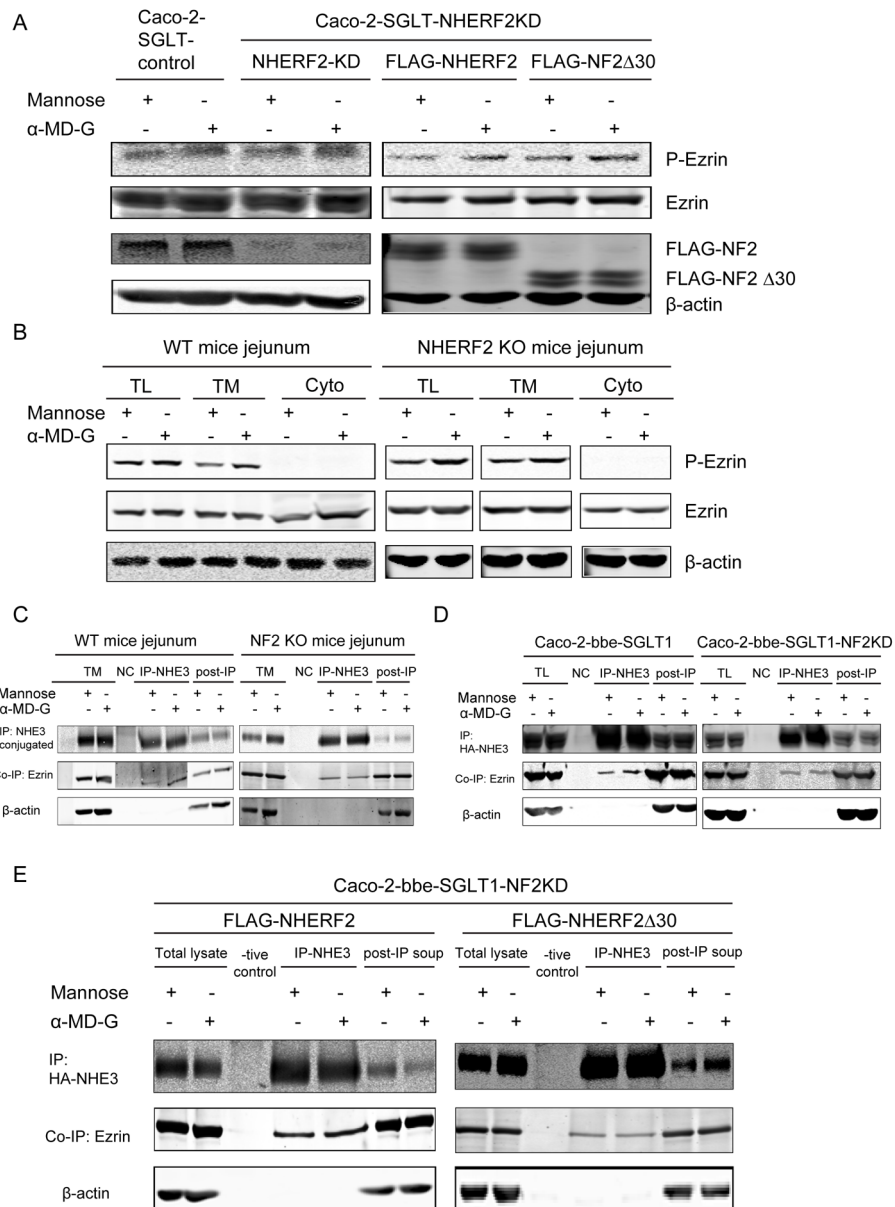 A
Caco-2-
SGLT-
control
Caco-2-SGLT-NHERF2KD
NHERF2-KD FLAG-NHERF2 FLAG-NF2Δ30
Mannose + - + - + - + -
α-MD-G - + - + - + - +
P-Ezrin
Ezrin
FLAG-NF2
FLAG-NF2 Δ30
β-actin
B
WT mice jejunum NHERF2 KO mice jejunum
TL TM Cyto TL TM Cyto
Mannose + - + - + - + - + - + -
α-MD-G - + - + - + - + - + - +
P-Ezrin
Ezrin
β-actin
C
WT mice jejunum NF2 KO mice jejunum
TM NC IP-NHE3 post-IP TM NC IP-NHE3 post-IP
Mannose + - + - + - + - + - + -
α-MD-G - + - + - + - + - + - +
IP: NHE3
conjugated
Co-IP: Ezrin
β-actin
D
Caco-2-bbe-SGLT1 Caco-2-bbe-SGLT1-NF2KD
TL NC IP-NHE3 post-IP TL NC IP-NHE3 post-IP
Mannose + - + - + - + - + - + -
α-MD-G - + - + - + - + - + - +
IP:
HA-NHE3
Co-IP: Ezrin
β-actin
E
Caco-2-bbe-SGLT1-NF2KD
FLAG-NHERF2 FLAG-NHERF2Δ30
Total lysate -tive control IP-NHE3 post-IP soup Total lysate -tive control IP-NHE3 post-IP soup
Mannose + - + - + - + - + - + -
α-MD-G - + - + - + - + - + - +
IP:
HA-NHE3
Co-IP: Ezrin
β-actin